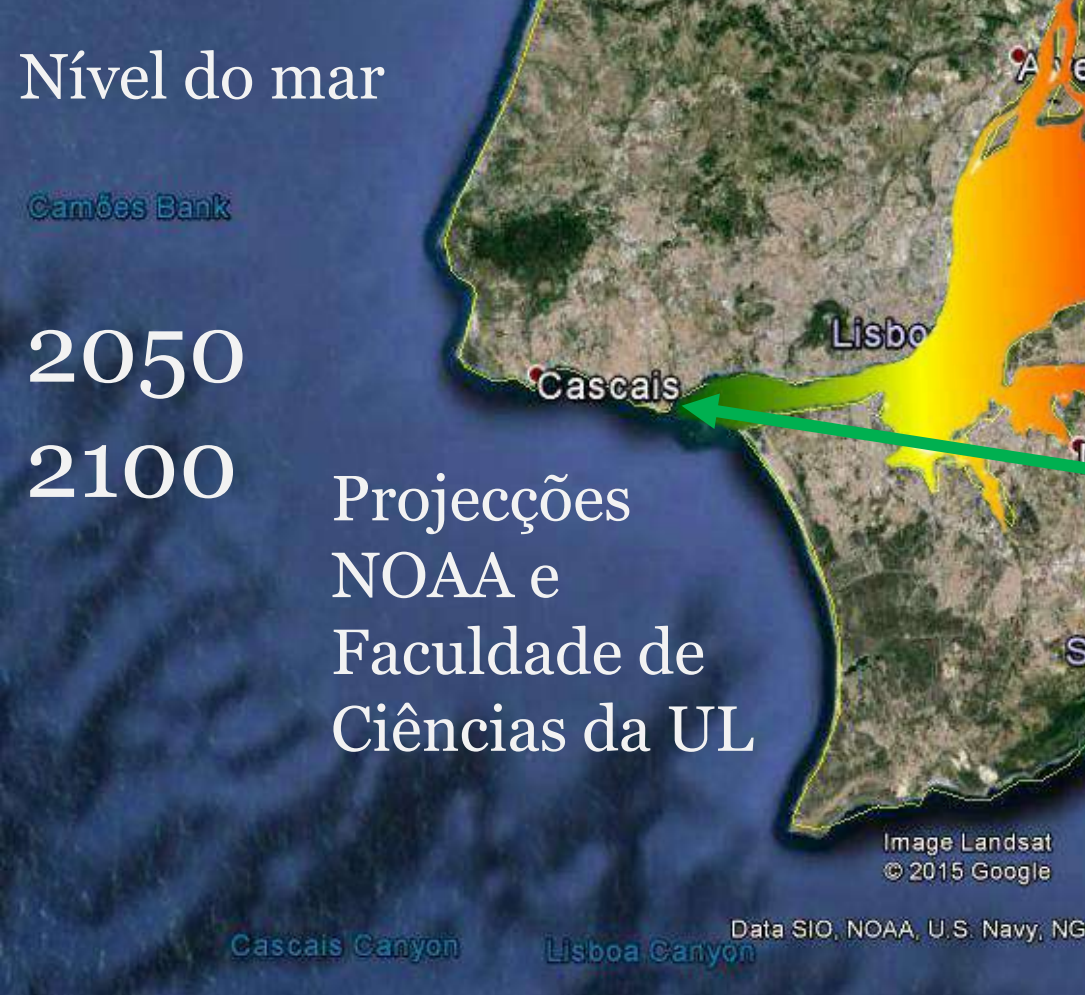 Nível do mar
Camões Bank
2050
2100
Lisbo
Cascais
Projecções
NOAA e
Faculdade de
Ciências da UL
Image Landsat
© 2015 Google
Data SIO, NOAA, U.S. Navy, NG
Cascais Canyon
Lisboa Canyon